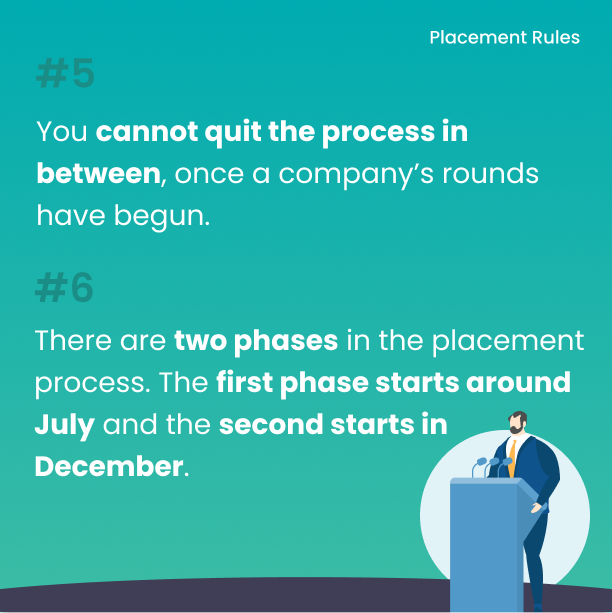 Placement Rules
#5
You cannot quit the process in
between, once a company’s rounds
have begun.
#6
There are two phases in the placement
process. The first phase starts around
July and the second starts in
December.